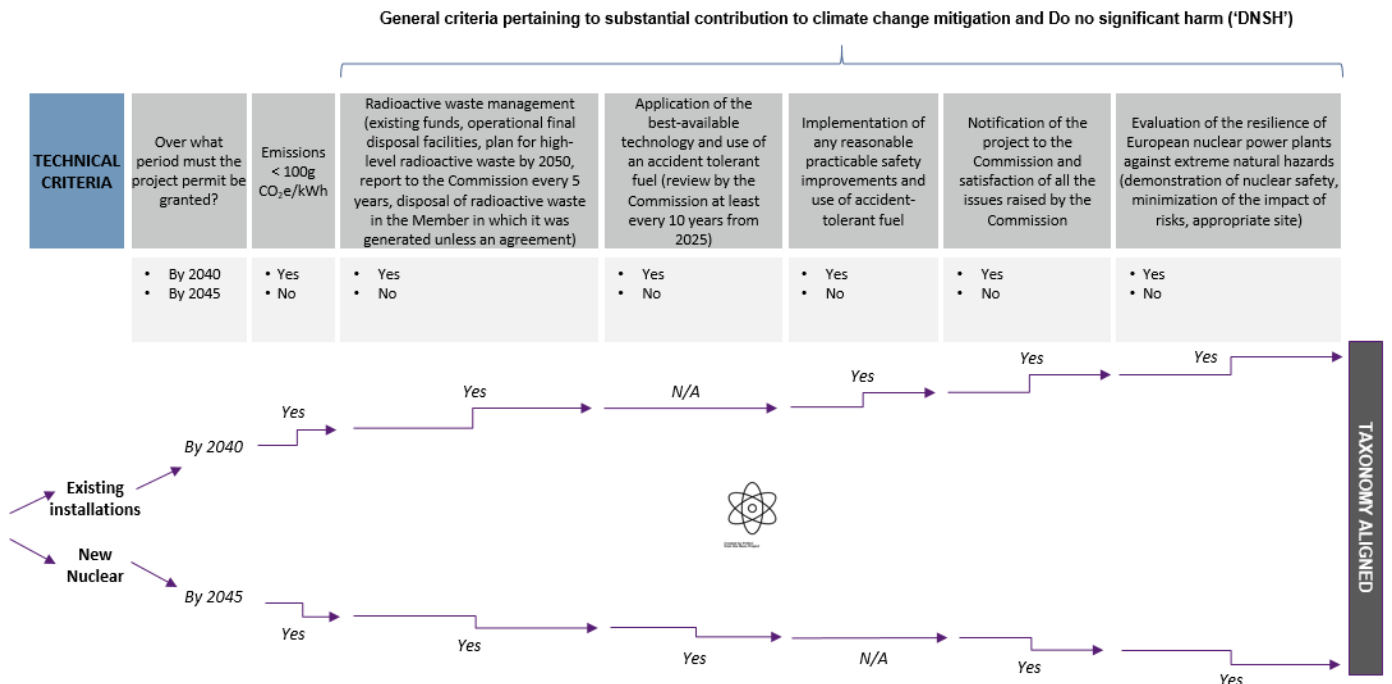 General criteria pertaining to substantial contribution to climate change mitigation and Do no significant harm (‘DNSH’)
TECHNICAL
CRITERIA
Over what
period must the
project permit be
granted?
Emissions
< 100g
CO₂e/kWh
Radioactive waste management
(existing funds, operational final
disposal facilities, plan for high-
level radioactive waste by 2050,
report to the Commission every 5
years, disposal of radioactive waste
in the Member in which it was
generated unless an agreement)
Application of the
best-available
technology and use of
an accident tolerant
fuel (review by the
Commission at least
every 10 years from
2025)
Implementation of
any reasonable
practicable safety
improvements and
use of accident-
tolerant fuel
Notification of the
project to the
Commission and
satisfaction of all the
issues raised by the
Commission
Evaluation of the resilience of
European nuclear power plants
against extreme natural hazards
(demonstration of nuclear safety,
minimization of the impact of
risks, appropriate site)
• By 2040
• By 2045
• Yes
• No
• Yes
• No
• Yes
• No
• Yes
• No
• Yes
• No
• Yes
• No
Existing
installations
By 2040
Yes
Yes
N/A
Yes
Yes
Yes
New
Nuclear
By 2045
Yes
Yes
Yes
N/A
Yes
Yes
TAXONOMY ALIGNED